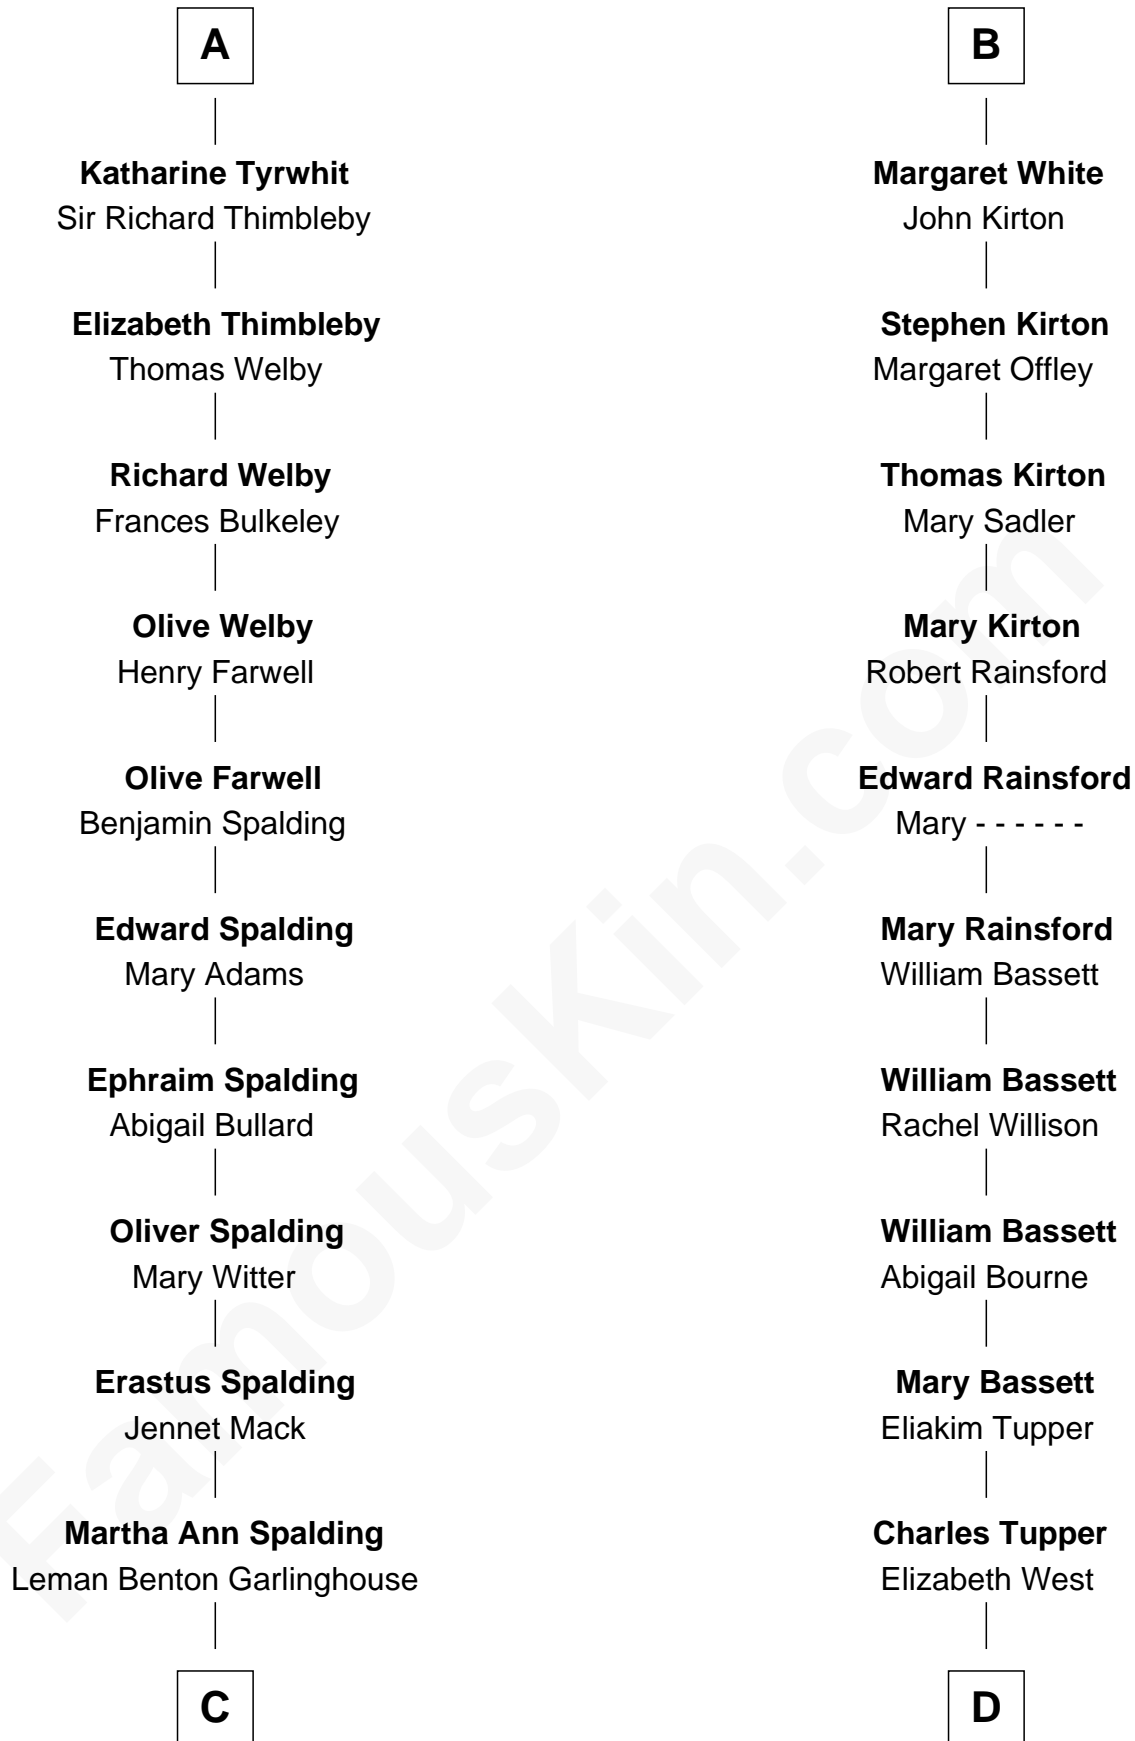 A
Katharine Tyrwhit
Sir Richard Thimbleby
Elizabeth Thimbleby
Thomas Welby
Richard Welby
Frances Bulkeley
Olive Welby
Henry Farwell
Olive Farwell
Benjamin Spalding
Edward Spalding
Mary Adams
Ephraim Spalding
Abigail Bullard
Oliver Spalding
Mary Witter
Erastus Spalding
Jennet Mack
Martha Ann Spalding
Leman Benton Garlinghouse
C
B
Margaret White
John Kirton
Stephen Kirton
Margaret Offley
Thomas Kirton
Mary Sadler
Mary Kirton
Robert Rainsford
Edward Rainsford
Mary - - - - - -
Mary Rainsford
William Bassett
William Bassett
Rachel Willison
William Bassett
Abigail Bourne
Mary Bassett
Eliakim Tupper
Charles Tupper
Elizabeth West
D
FamousKin.com